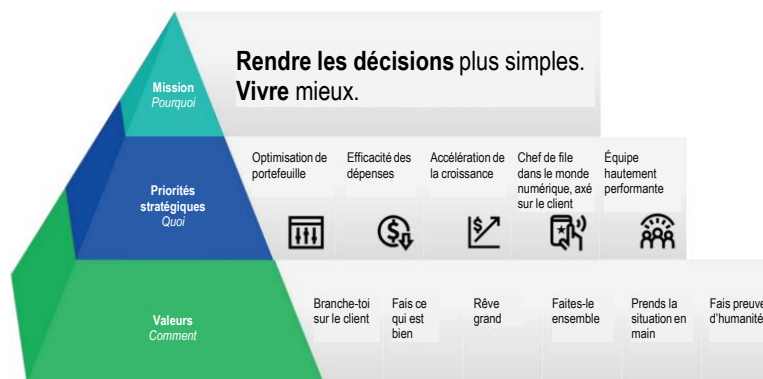 Rendre les décisions plus simples.
Vivre mieux.
Mission
Pourquoi
Optimisation de
portefeuille
Efficacité des
dépenses
Accélération de
la croissance
Chef de file
dans le monde
numérique, axé
sur le client
Équipe
hautement
performante
Priorités
stratégiques
Quoi
Branche-toi
sur le client
Fais ce
qui est
bien
Rêve
grand
Faites-le
ensemble
Prends la
situation en
main
Fais preuve
d'humanité
Valeurs
Comment